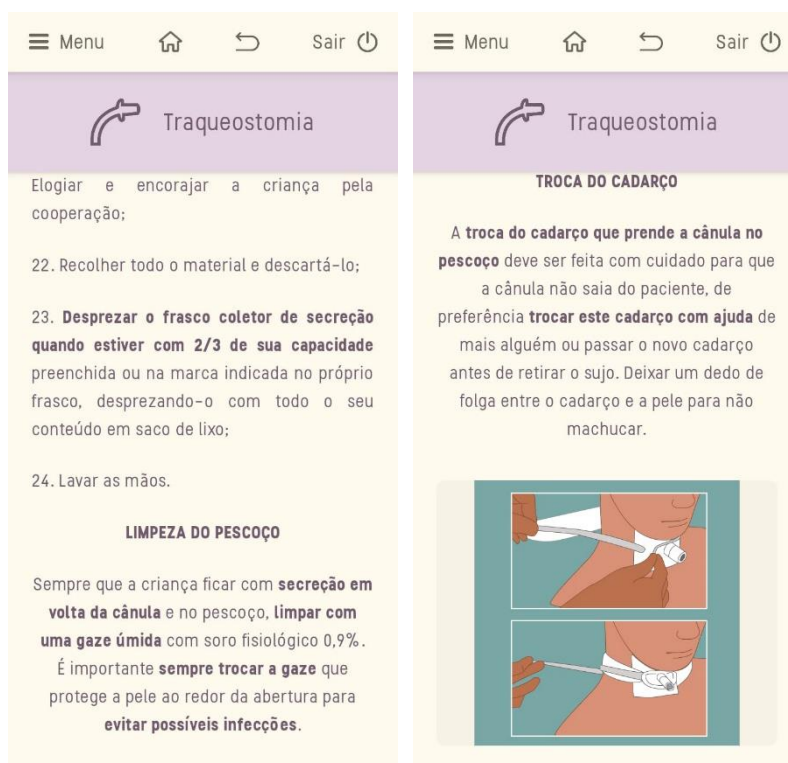 Menu
Sair
Traqueostomia
Elogiar e encorajar a criança pela
cooperação;
22. Recolher todo o material e descartá-lo;
23. Desprezar o frasco coletor de secreção
quando estiver com 2/3 de sua capacidade
preenchida ou na marca indicada no próprio
frasco, desprezando-o com todo o seu
conteúdo em saco de lixo;
24. Lavar as mãos.
LIMPEZA DO PESCOÇO
Sempre que a criança ficar com secreção em
volta da cânula e no pescoço, limpar com
uma gaze úmida com soro fisiológico 0,9%.
É importante sempre trocar a gaze que
protege a pele ao redor da abertura para
evitar possíveis infecções.
Menu
Sair
Traqueostomia
TROCA DO CADARÇO
A troca do cadarço que prende a cânula no
pescoço deve ser feita com cuidado para que
a cânula não saia do paciente, de
preferência trocar este cadarço com ajuda de
mais alguém ou passar o novo cadarço
antes de retirar o sujo. Deixar um dedo de
folga entre o cadarço e a pele para não
machucar.